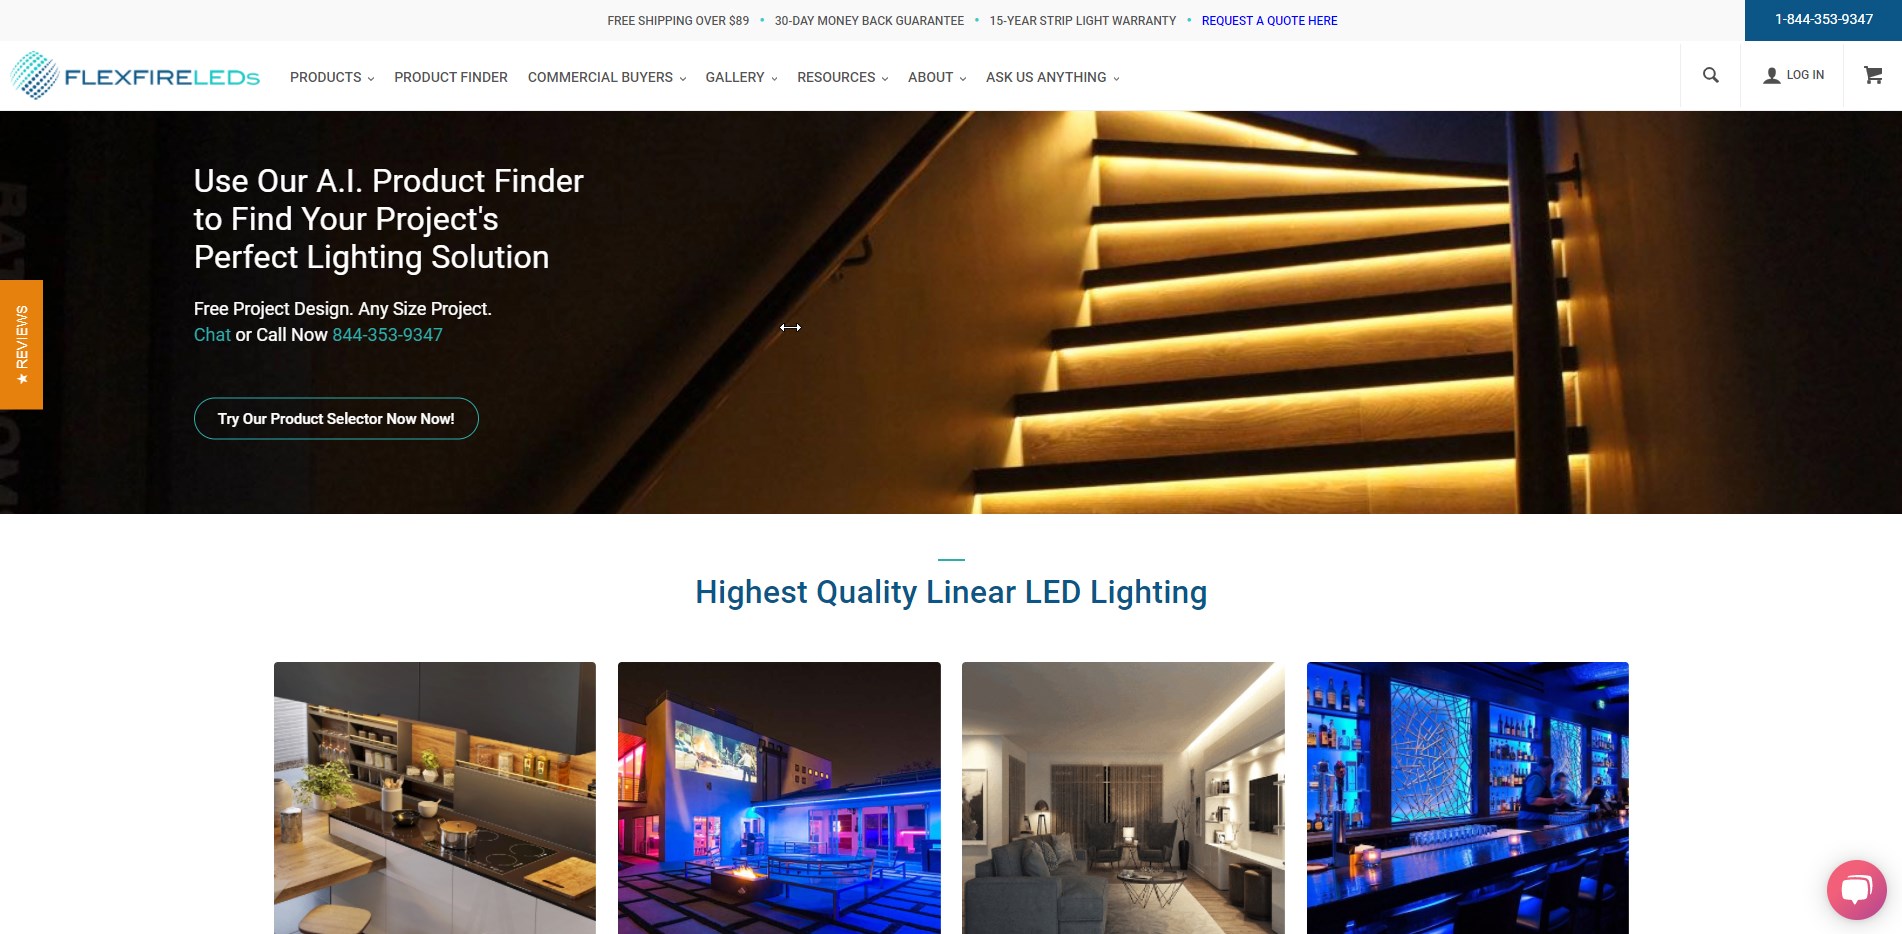 FREE SHIPPING OVER $89 • 30-DAY MONEY BACK GUARANTEE • 15-YEAR STRIP LIGHT WARRANTY • REQUEST A QUOTE HERE
1-844-353-9347
FLEXFIRELEDs
PRODUCTS
PRODUCT FINDER
COMMERCIAL BUYERS
GALLERY
RESOURCES
ABOUT
ASK US ANYTHING
LOG IN
Use Our A.I. Product Finder
to Find Your Project's
Perfect Lighting Solution
Free Project Design. Any Size Project.
Chat or Call Now 844-353-9347
Try Our Product Selector Now Now!
★ REVIEWS
Highest Quality Linear LED Lighting